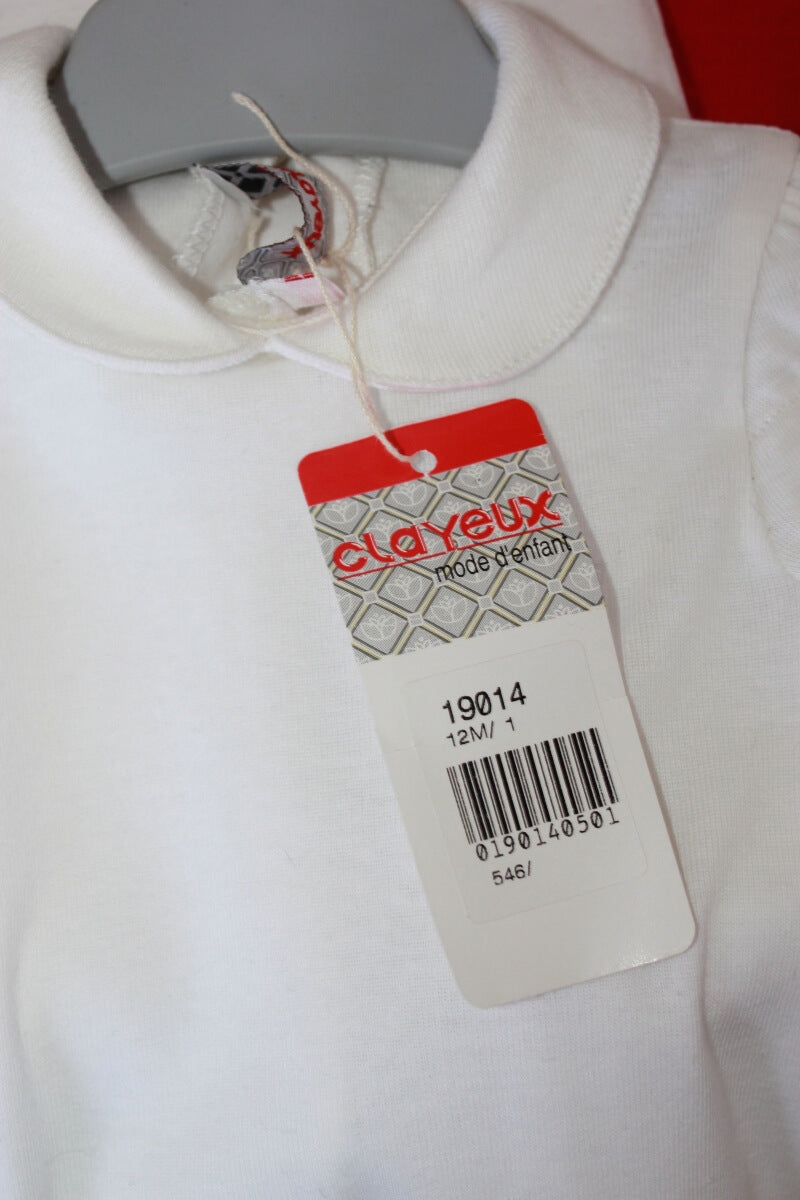 clayeux
mode d'enfant
19014
12M/ 1
0190140501
546/